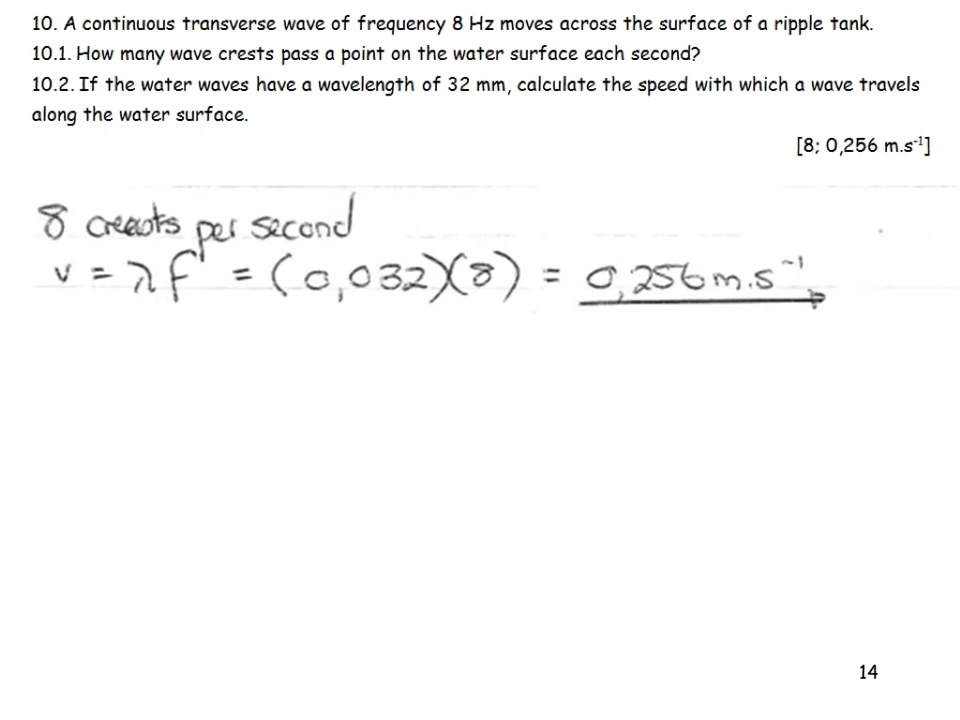 10. A continuous transverse wave of frequency 8 Hz moves across the surface of a ripple tank.
10.1. How many wave crests pass a point on the water surface each second?
10.2. If the water waves have a wavelength of 32 mm, calculate the speed with which a wave travels
along the water surface.
[8; 0,256 m.s⁻¹]
8 crests per second
v = λf = (0,032)(8) = 0,256 m.s⁻¹
14